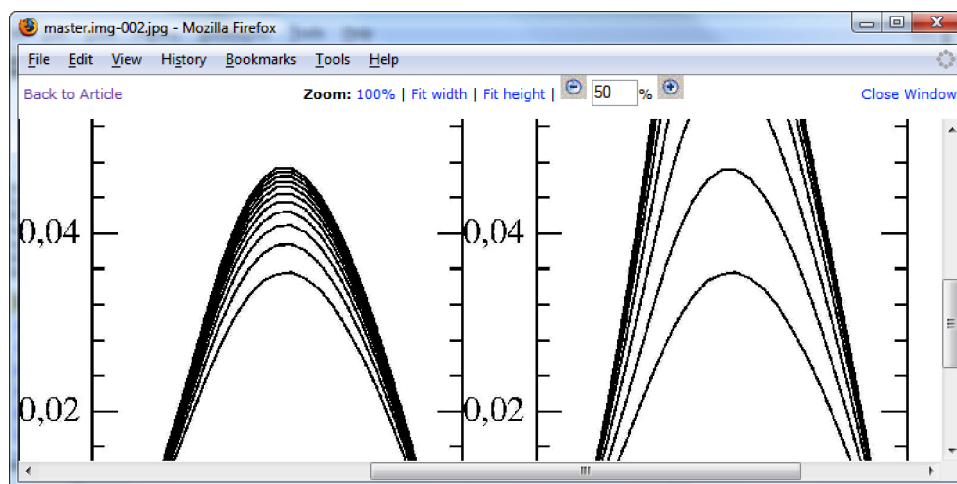 master.img-002.jpg - Mozilla Firefox
File Edit View History Bookmarks Tools Help
Back to Article Zoom: 100% | Fit width | Fit height | 50 % Close Window
0,04 0,04
0,02 0,02